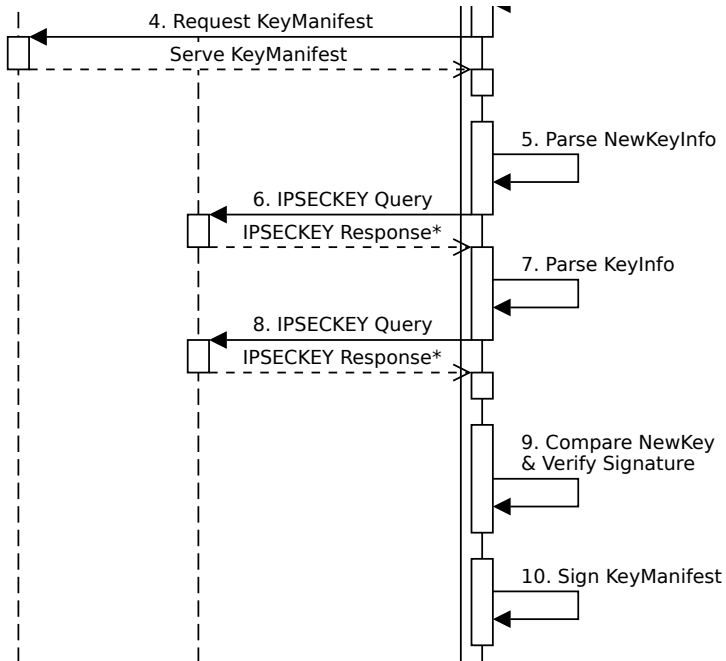 4. Request KeyManifest
Serve KeyManifest
5. Parse NewKeyInfo
6. IPSECKEY Query
IPSECKEY Response*
7. Parse KeyInfo
8. IPSECKEY Query
IPSECKEY Response*
9. Compare NewKey
& Verify Signature
10. Sign KeyManifest